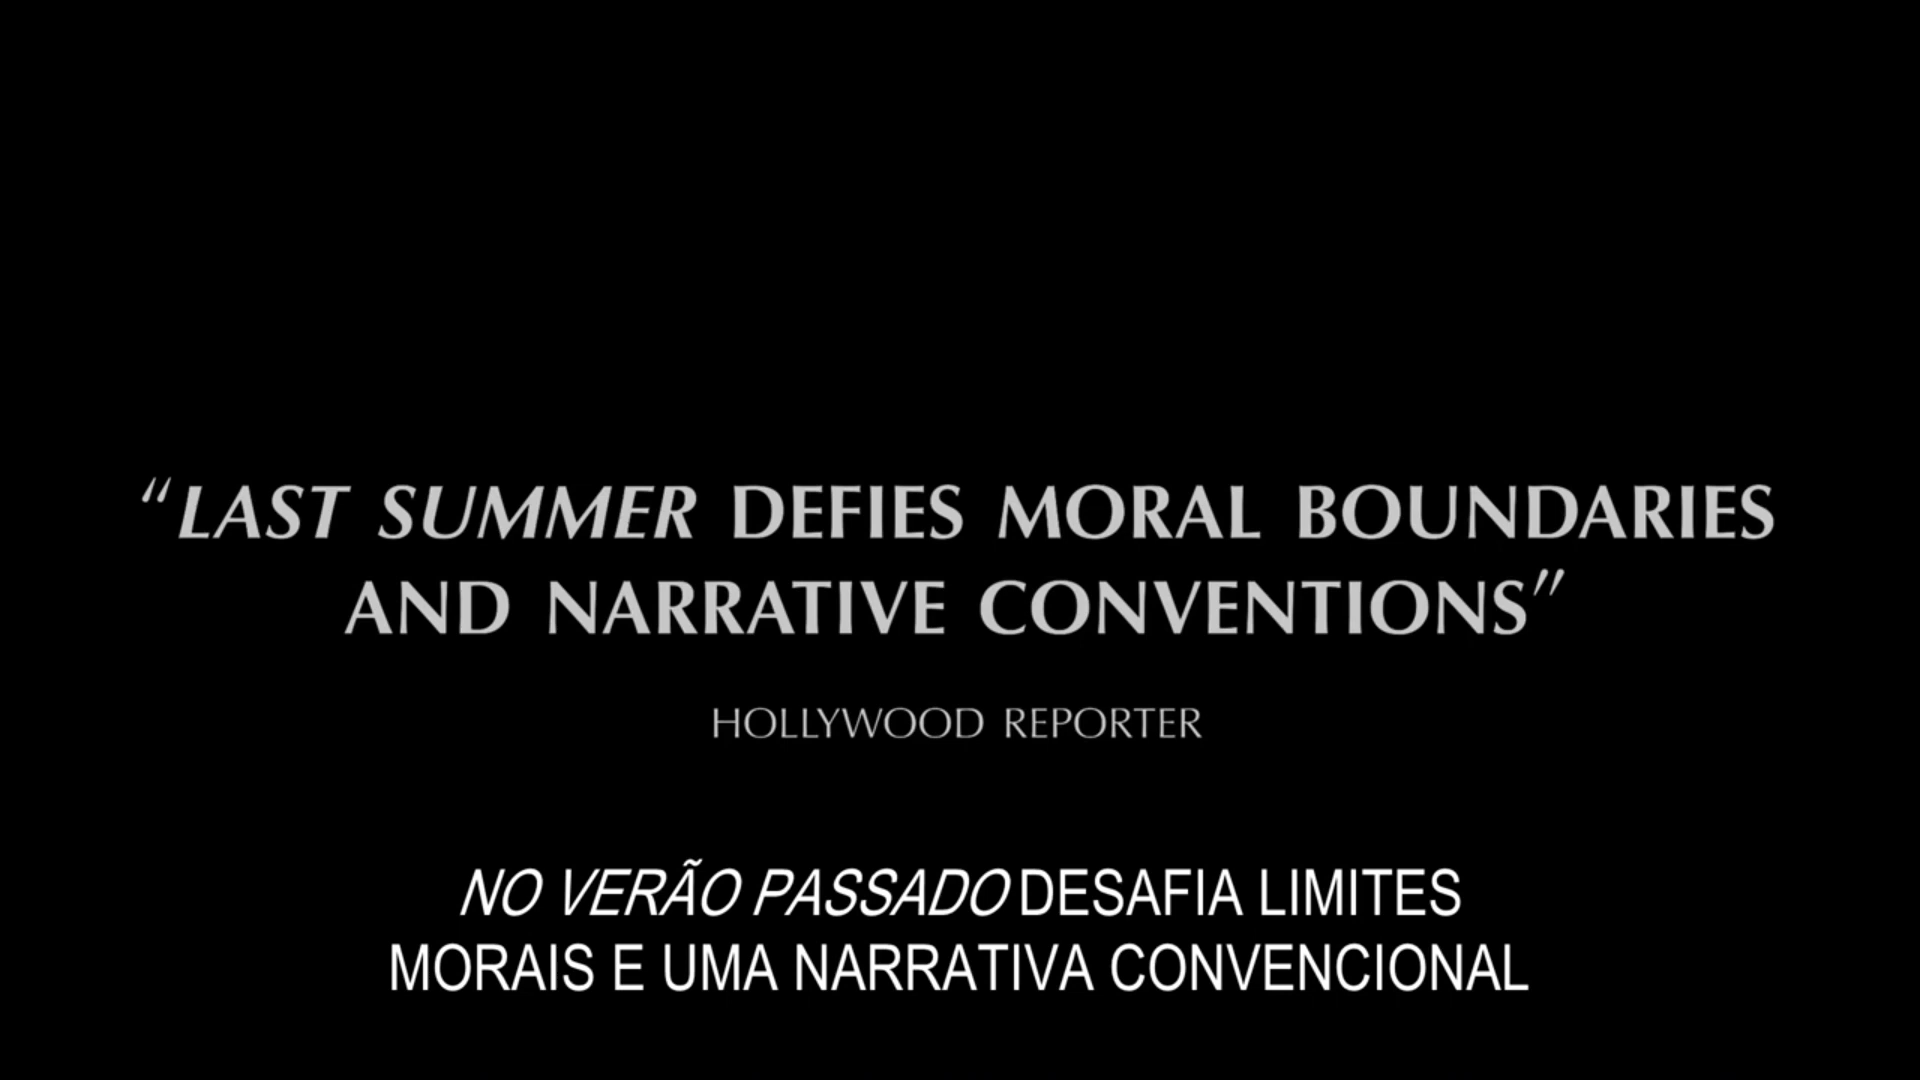 “LAST SUMMER DEFIES MORAL BOUNDARIES
AND NARRATIVE CONVENTIONS”
HOLLYWOOD REPORTER
NO VERÃO PASSADO DESAFIA LIMITES
MORAIS E UMA NARRATIVA CONVENCIONAL